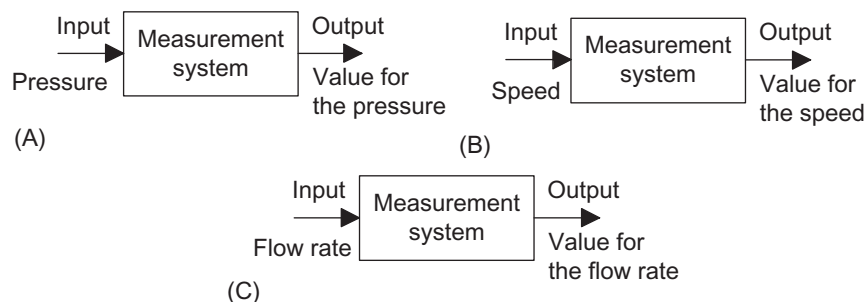 Input
Measurement
system
Output
Pressure
Value for
the pressure
(A)
Input
Measurement
system
Output
Speed
Value for
the speed
(B)
Input
Measurement
system
Output
Flow rate
Value for
the flow rate
(C)